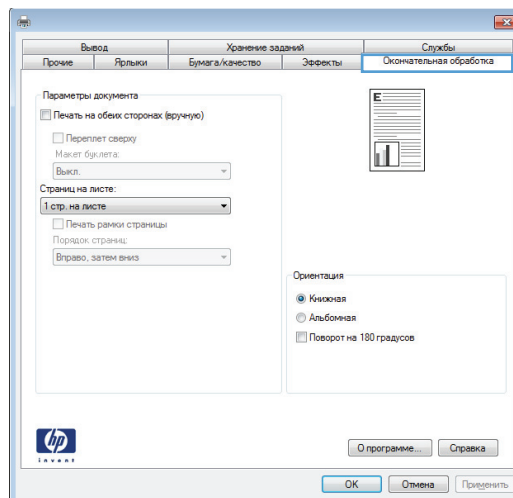 Вывод
Хранение заданий
Службы
Прочие
Ярлыки
Бумага/качество
Эффекты
Окончательная обработка
Параметры документа
Печать на обеих сторонах (вручную)
Переплет сверху
Макет буклета:
Выкл.
Страниц на листе:
1 стр. на листе
Печать рамки страницы
Порядок страниц:
Вправо, затем вниз
E
Ориентация
Книжная
Альбомная
Поворот на 180 градусов
hp
invent
О программе...
Справка
OK
Отмена
Применить